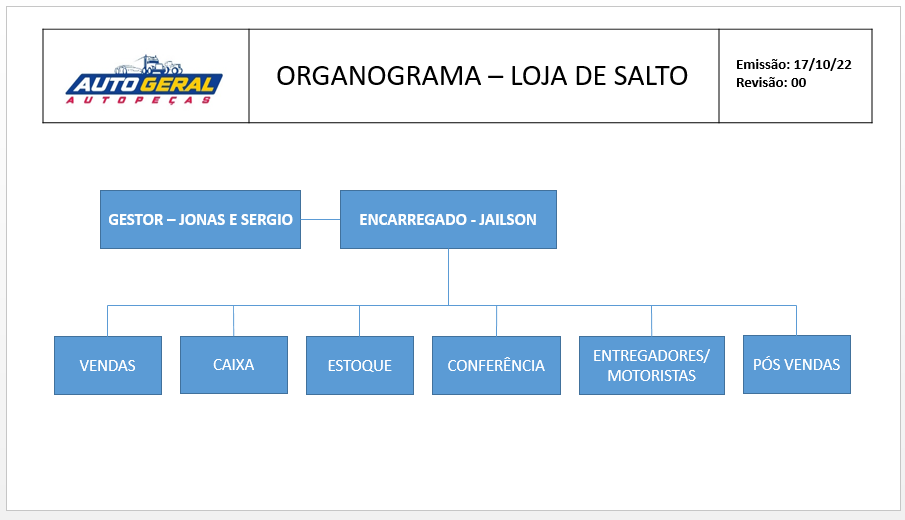 AUTO GERAL
AUTOPEÇAS
ORGANOGRAMA – LOJA DE SALTO
Emissão: 17/10/22
Revisão: 00
GESTOR – JONAS E SERGIO
ENCARREGADO - JAILSON
VENDAS
CAIXA
ESTOQUE
CONFERÊNCIA
ENTREGADORES/
MOTORISTAS
PÓS VENDAS